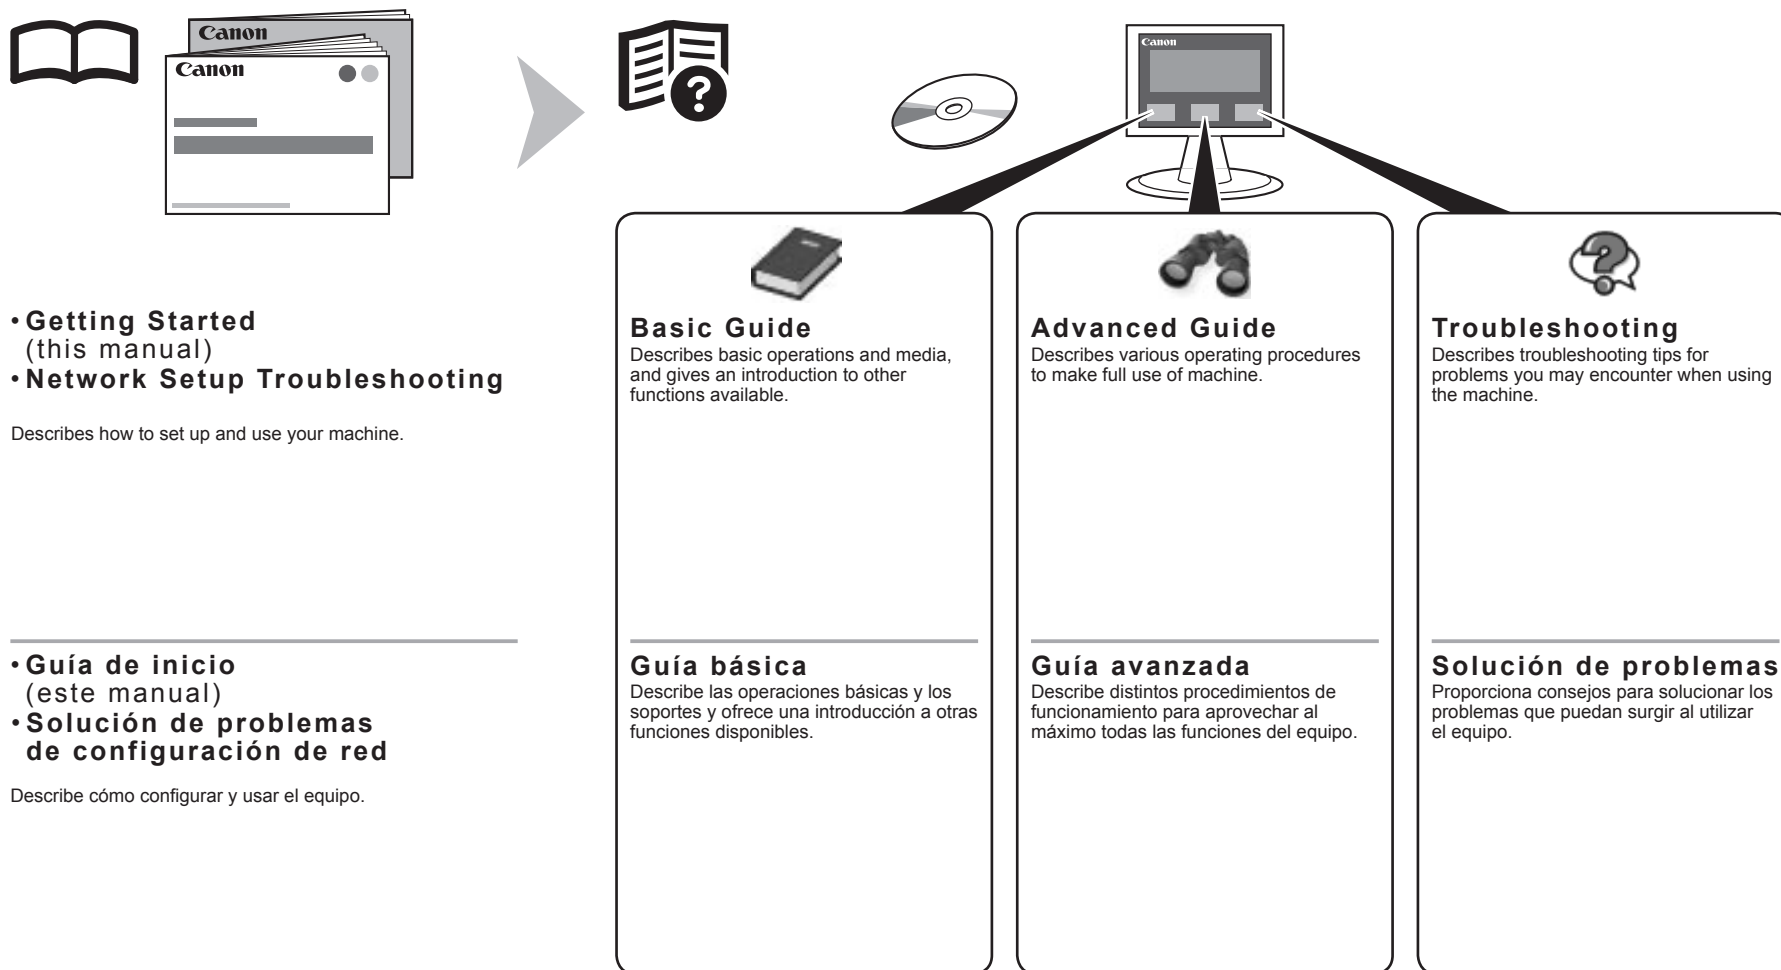 Canon
Canon
Canon
• Getting Started
(this manual)
• Network Setup Troubleshooting
Describes how to set up and use your machine.
Basic Guide
Describes basic operations and media,
and gives an introduction to other
functions available.
Advanced Guide
Describes various operating procedures
to make full use of machine.
Troubleshooting
Describes troubleshooting tips for
problems you may encounter when using
the machine.
• Guía de inicio
(este manual)
• Solución de problemas
de configuración de red
Describe cómo configurar y usar el equipo.
Guía básica
Describe las operaciones básicas y los
soportes y ofrece una introducción a otras
funciones disponibles.
Guía avanzada
Describe distintos procedimientos de
funcionamiento para aprovechar al
máximo todas las funciones del equipo.
Solución de problemas
Proporciona consejos para solucionar los
problemas que puedan surgir al utilizar
el equipo.